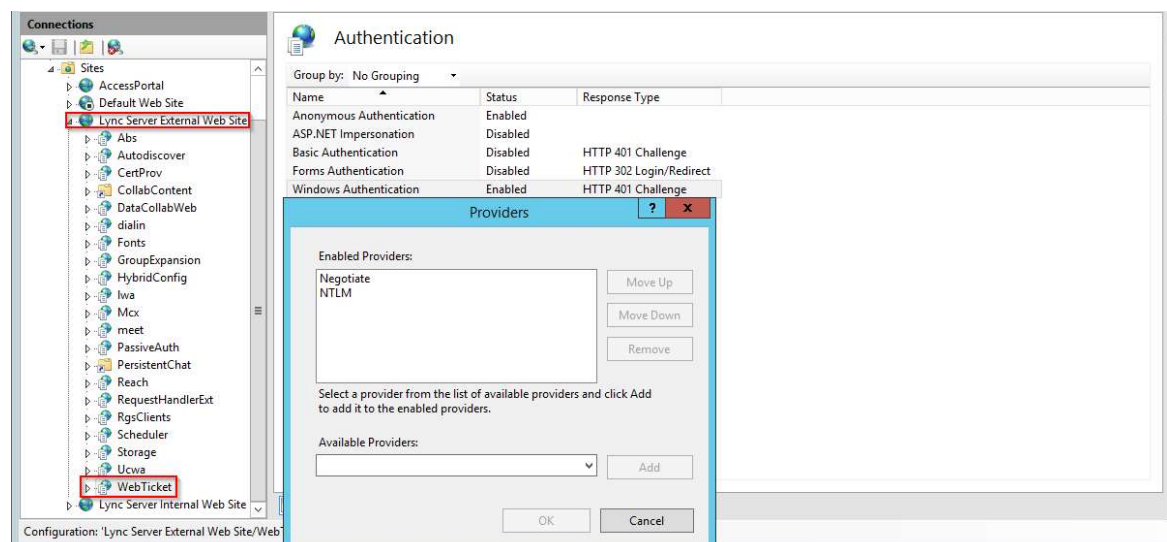 Connections
Sites
AccessPortal
Default Web Site
Lync Server External Web Site
Abs
Autodiscover
CertProv
CollabContent
DataCollabWeb
dialin
Fonts
GroupExpansion
HybridConfig
Iwa
Mcx
meet
PassiveAuth
PersistentChat
Reach
RequestHandlerExt
RgsClients
Scheduler
Storage
Ucwa
WebTicket
Lync Server Internal Web Site
Configuration: 'Lync Server External Web Site/Web
Authentication
Group by: No Grouping
Name Status Response Type
Anonymous Authentication Enabled
ASP.NET Impersonation Disabled
Basic Authentication Disabled HTTP 401 Challenge
Forms Authentication Disabled HTTP 302 Login/Redirect
Windows Authentication Enabled HTTP 401 Challenge
Providers ? x
Enabled Providers:
Negotiate
NTLM
Move Up
Move Down
Remove
Select a provider from the list of available providers and click Add
to add it to the enabled providers.
Available Providers:
Add
OK Cancel